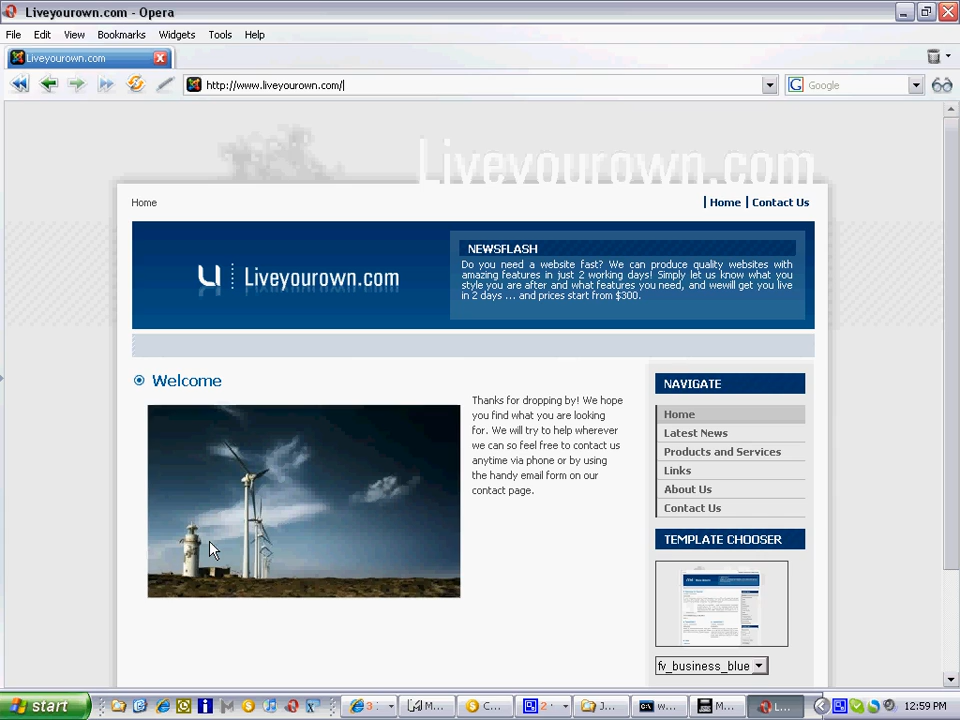 Liveyourown.com - Opera
File Edit View Bookmarks Widgets Tools Help
Liveyourown.com
http://www.liveyourown.com/
Google
Liveyourown.com
Home
Home Contact Us
Liveyourown.com
NEWSFLASH
Do you need a website fast? We can produce quality websites with
amazing features in just 2 working days! Simply let us know what you
style you are after and what features you need, and wewill get you live
in 2 days ... and prices start from $300.
Welcome
Thanks for dropping by! We hope
you find what you are looking
for. We will try to help wherever
we can so feel free to contact us
anytime via phone or by using
the handy email form on our
contact page.
NAVIGATE
Home
Latest News
Products and Services
Links
About Us
Contact Us
TEMPLATE CHOOSER
fv_business_blue
start 3 M... C... 2 J... w... M... L... 12:59 PM